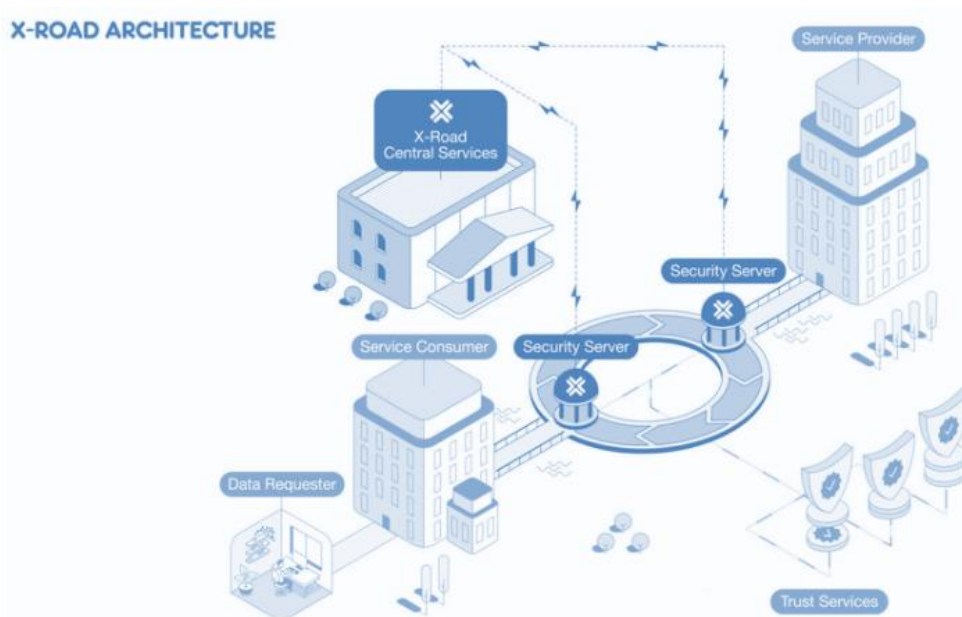 X-ROAD ARCHITECTURE
Service Provider
X-Road
Central Services
Security Server
Service Consumer
Security Server
Data Requester
Trust Services